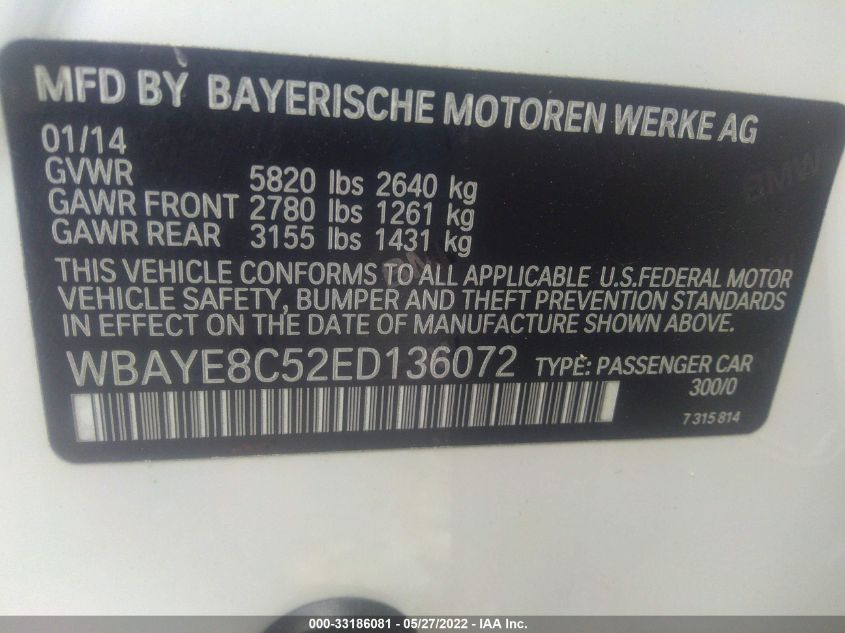 MFD BY BAYERISCHE MOTOREN WERKE AG
01/14
GVWR 5820 lbs 2640 kg
GAWR FRONT 2780 lbs 1261 kg
GAWR REAR 3155 lbs 1431 kg
THIS VEHICLE CONFORMS TO ALL APPLICABLE U.S.FEDERAL MOTOR
VEHICLE SAFETY, BUMPER AND THEFT PREVENTION STANDARDS
IN EFFECT ON THE DATE OF MANUFACTURE SHOWN ABOVE.
WBAYE8C52ED136072 TYPE: PASSENGER CAR
300/0
7 315 814
BMW
BMW
000-33186081 - 05/27/2022 - IAA Inc.